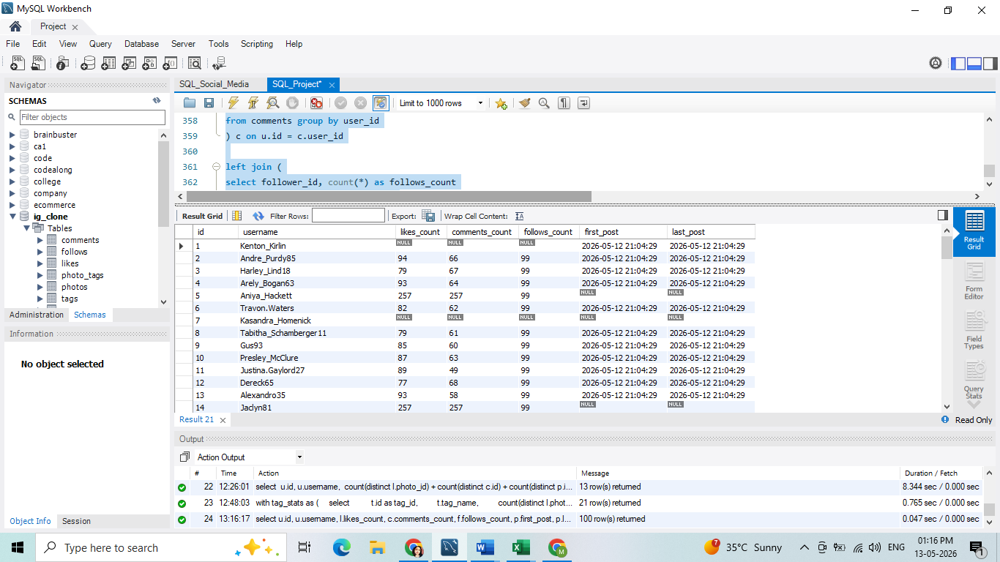 MySQL Workbench
Project
File Edit View Query Database Server Tools Scripting Help
Navigator
SCHEMAS
Filter objects
brainbuster
ca1
code
codealong
college
company
ecommerce
ig_clone
Tables
comments
follows
likes
photo_tags
photos
tags
Administration Schemas
Information
No object selected
Object Info Session
SQL_Social_Media SQL_Project*
Limit to 1000 rows
358 from comments group by user_id
359 ) c on u.id = c.user_id
360
361 left join (
362 select follower_id, count(*) as follows_count
Result Grid Filter Rows: Export: Wrap Cell Content:
id username likes_count comments_count follows_count first_post last_post
1 Kenton_Kirlin NULL NULL NULL 2026-05-12 21:04:29 2026-05-12 21:04:29
2 Andre_Purdy85 94 66 99 2026-05-12 21:04:29 2026-05-12 21:04:29
3 Harley_Lind18 79 67 99 2026-05-12 21:04:29 2026-05-12 21:04:29
4 Arely_Bogan63 93 64 99 2026-05-12 21:04:29 2026-05-12 21:04:29
5 Aniya_Hackett 257 257 99 NULL NULL
6 Travon.Waters 82 62 99 2026-05-12 21:04:29 2026-05-12 21:04:29
7 Kasandra_Homenick NULL NULL NULL NULL NULL
8 Tabitha_Schamberger11 79 61 99 2026-05-12 21:04:29 2026-05-12 21:04:29
9 Gus93 85 60 99 2026-05-12 21:04:29 2026-05-12 21:04:29
10 Presley_McClure 87 63 99 2026-05-12 21:04:29 2026-05-12 21:04:29
11 Justina.Gaylord27 89 49 99 2026-05-12 21:04:29 2026-05-12 21:04:29
12 Dereck65 77 68 99 2026-05-12 21:04:29 2026-05-12 21:04:29
13 Alexandro35 93 58 99 2026-05-12 21:04:29 2026-05-12 21:04:29
14 Jaclyn81 257 257 99 NULL NULL
Result Grid
Form Editor
Field Types
Query Stats
Result 21
Read Only
Output
Action Output
# Time Action Message Duration / Fetch
22 12:26:01 select u.id, u.username, count(distinct l.photo_id) + count(distinct c.id) + count(distinct p.i... 13 row(s) returned 8.344 sec / 0.000 sec
23 12:48:03 with tag_stats as ( select t.id as tag_id, t.tag_name, count(distinct l.phot... 21 row(s) returned 0.765 sec / 0.000 sec
24 13:16:17 select u.id, u.username, l.likes_count, c.comments_count, f.follows_count, p.first_post, p.l... 100 row(s) returned 0.047 sec / 0.000 sec
Type here to search
7
35°C Sunny
ENG
01:16 PM
13-05-2026
1